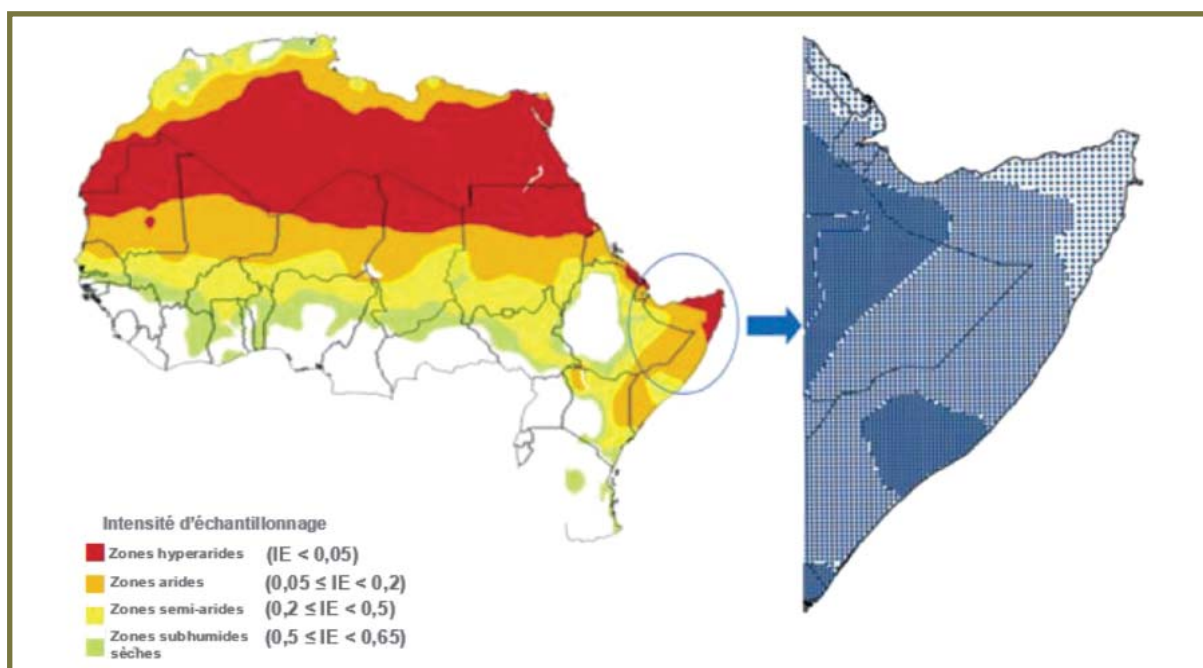 Intensité d'échantillonnage
Zones hyperarides (IE < 0,05)
Zones arides (0,05 ≤ IE < 0,2)
Zones semi-arides (0,2 ≤ IE < 0,5)
Zones subhumides (0,5 ≤ IE < 0,65)
sèches